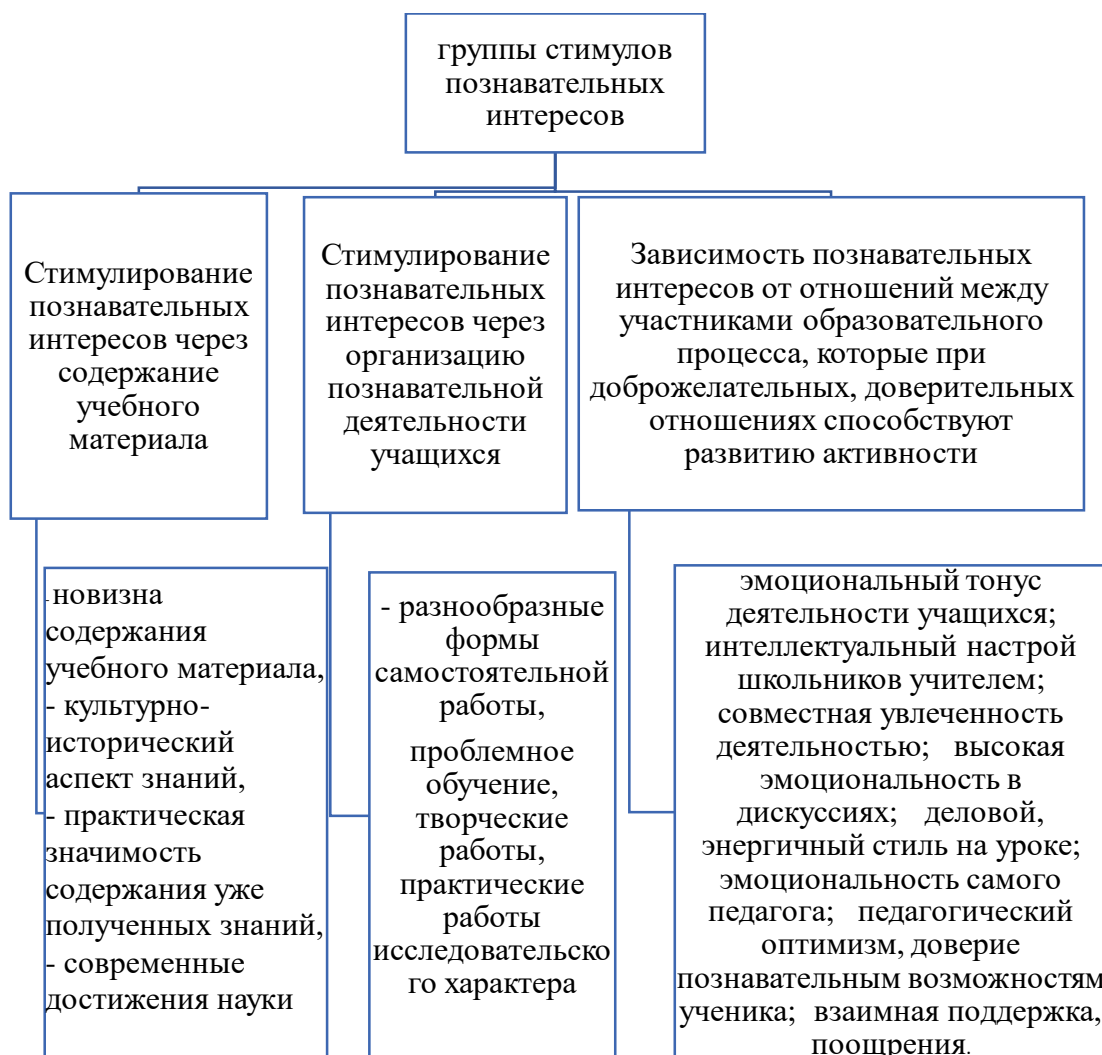 группы стимулов
познавательных
интересов
Стимулирование
познавательных
интересов через
содержание
учебного
материала
Стимулирование
познавательных
интересов через
организацию
познавательной
деятельности
учащихся
Зависимость познавательных
интересов от отношений между
участниками образовательного
процесса, которые при
доброжелательных, доверительных
отношениях способствуют
развитию активности
- новизна
содержания
учебного материала,
- культурно-
исторический
аспект знаний,
- практическая
значимость
содержания уже
полученных знаний,
- современные
достижения науки
- разнообразные
формы
самостоятельной
работы,
проблемное
обучение,
творческие
работы,
практические
работы
исследовательско
го характера
эмоциональный тонус
деятельности учащихся;
интеллектуальный настрой
школьников учителем;
совместная увлеченность
деятельностью; высокая
эмоциональность в
дискуссиях; деловой,
энергичный стиль на уроке;
эмоциональность самого
педагога; педагогический
оптимизм, доверие
познавательным возможностям
ученика; взаимная поддержка,
поощрения.